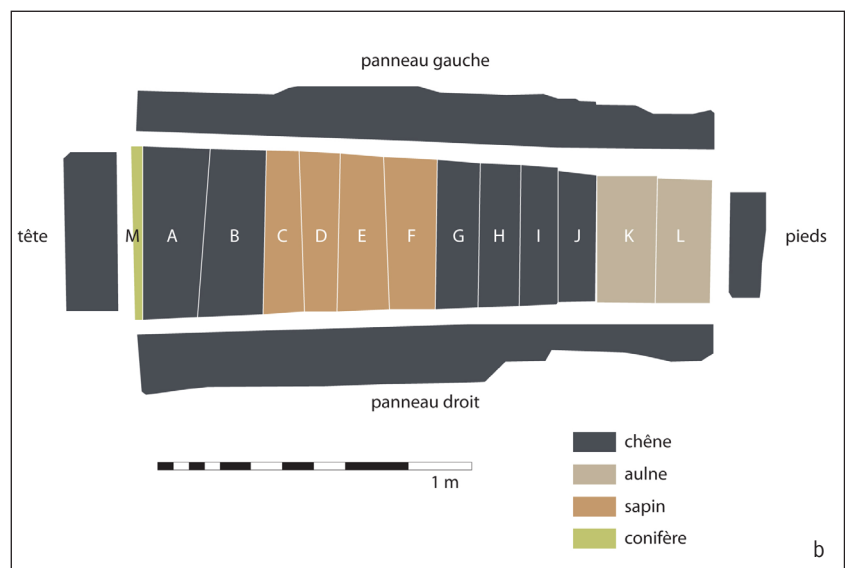 panneau gauche
tête
M A B C D E F G H I J K L
pieds
panneau droit
1 m
chêne
aulne
sapin
conifère
b